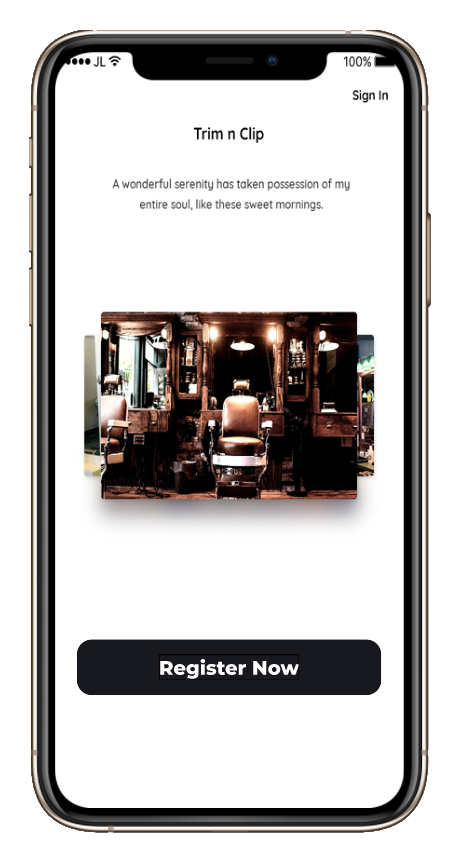 JL 100%
Sign In
Trim n Clip
A wonderful serenity has taken possession of my
entire soul, like these sweet mornings.
Register Now